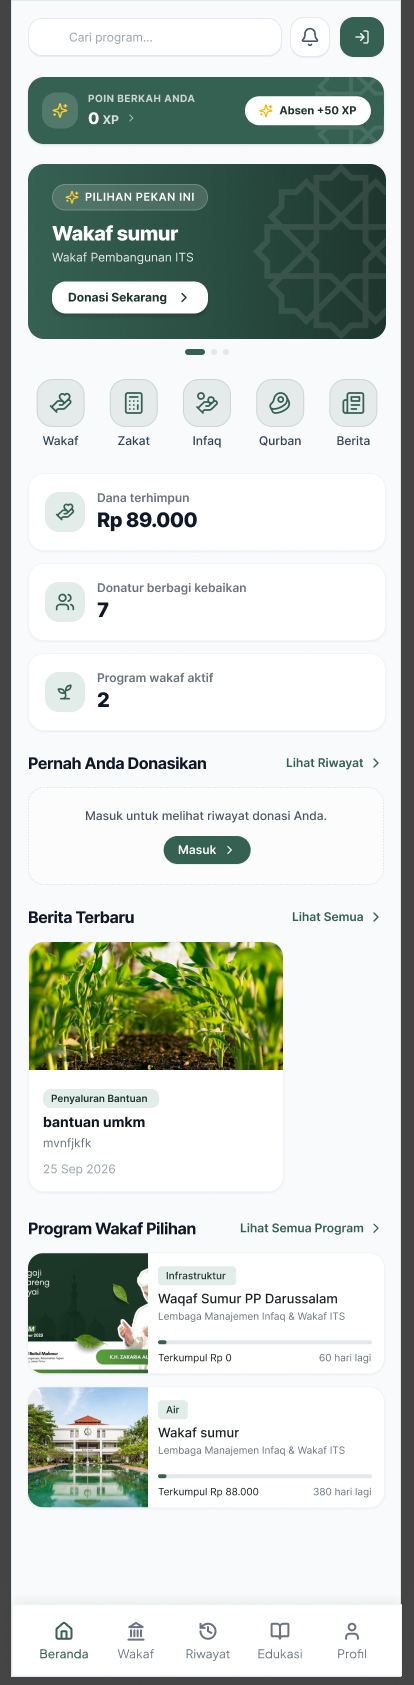 Cari program...
POIN BERKAH ANDA
0 XP
Absen +50 XP
PILIHAN PEKAN INI
Wakaf sumur
Wakaf Pembangunan ITS
Donasi Sekarang
Wakaf
Zakat
Infaq
Qurban
Berita
Dana terhimpun
Rp 89.000
Donatur berbagi kebaikan
7
Program wakaf aktif
2
Pernah Anda Donasikan
Lihat Riwayat
Masuk untuk melihat riwayat donasi Anda.
Masuk
Berita Terbaru
Lihat Semua
Penyaluran Bantuan
bantuan umkm
mvnfjkfk
25 Sep 2026
Program Wakaf Pilihan
Lihat Semua Program
gaji
areng
yai
K.H. ZAKARIA AL
Infrastruktur
Waqaf Sumur PP Darussalam
Lembaga Manajemen Infaq & Wakaf ITS
Terkumpul Rp 0
60 hari lagi
Air
Wakaf sumur
Lembaga Manajemen Infaq & Wakaf ITS
Terkumpul Rp 88.000
380 hari lagi
Beranda
Wakaf
Riwayat
Edukasi
Profil